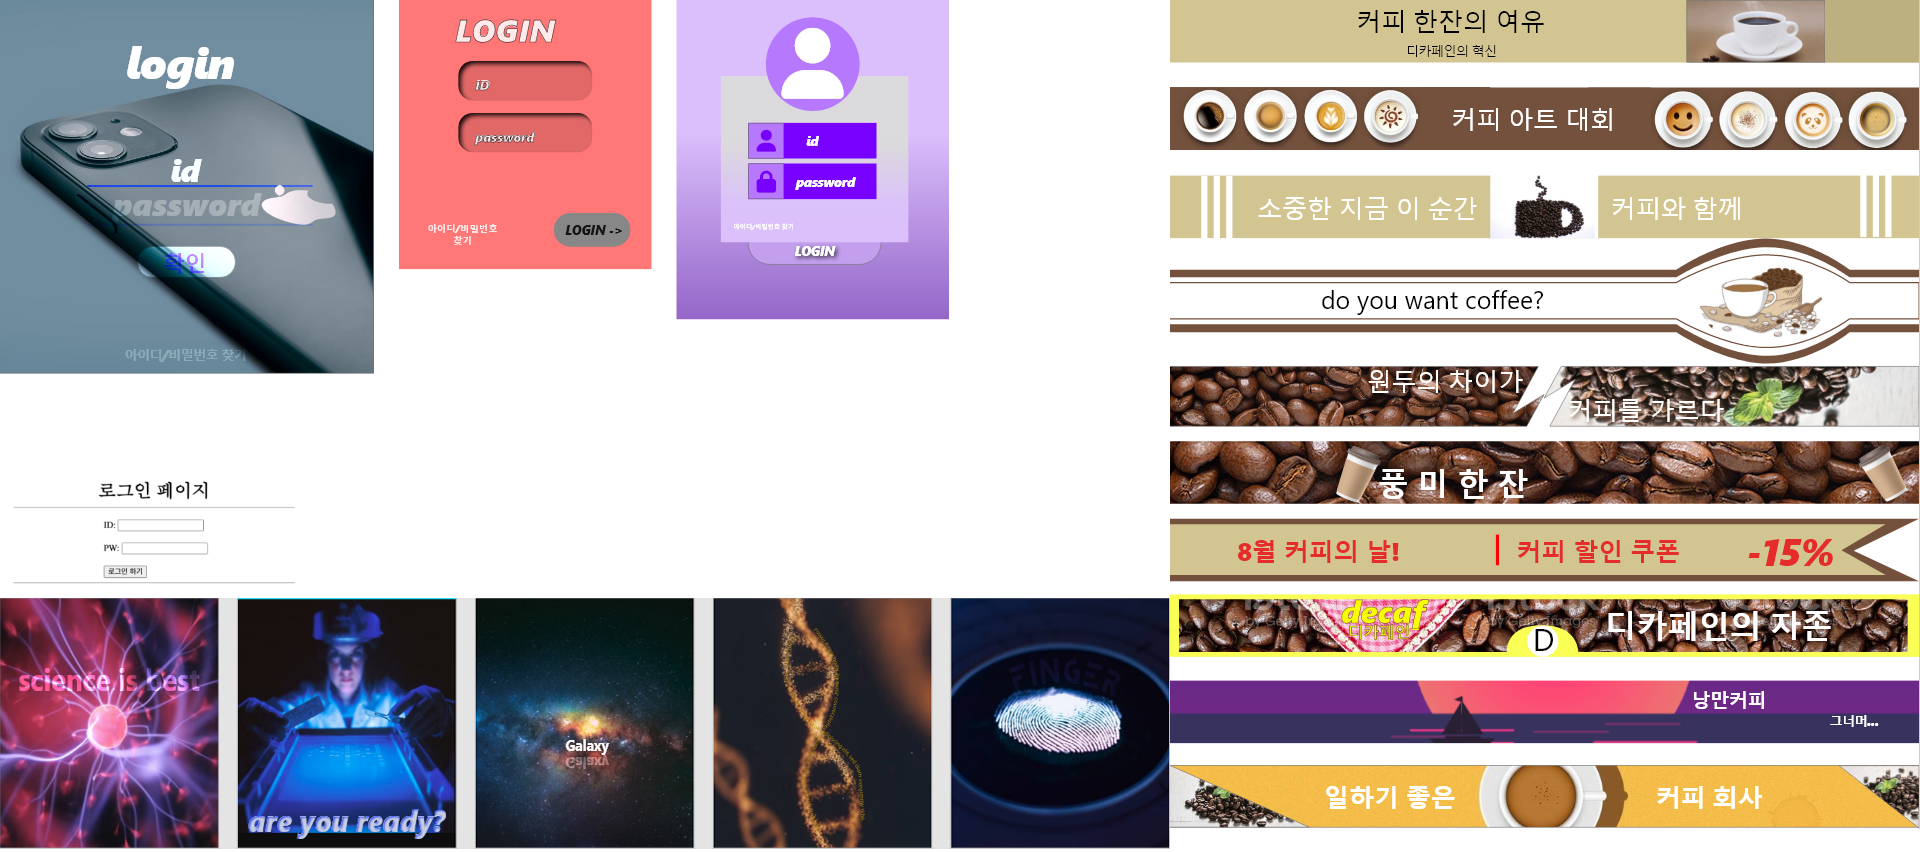 login
id
password
확인
아이디/비밀번호 찾기
LOGIN
iD
password
아이디/비밀번호
찾기
LOGIN ->
id
password
아이디/비밀번호 찾기
LOGIN
로그인 페이지
ID:
PW:
로그인 하기
science is best
are you ready?
Galaxy
Galaxy
FINGER
커피 한잔의 여유
디카페인의 혁신
커피 아트 대회
소중한 지금 이 순간
커피와 함께
do you want coffee?
원두의 차이가
커피를 가르다
풍 미 한 잔
8월 커피의 날!
커피 할인 쿠폰
-15%
decaf
디카페인
D
디카페인의 자존
낭만커피
그너머...
일하기 좋은
커피 회사